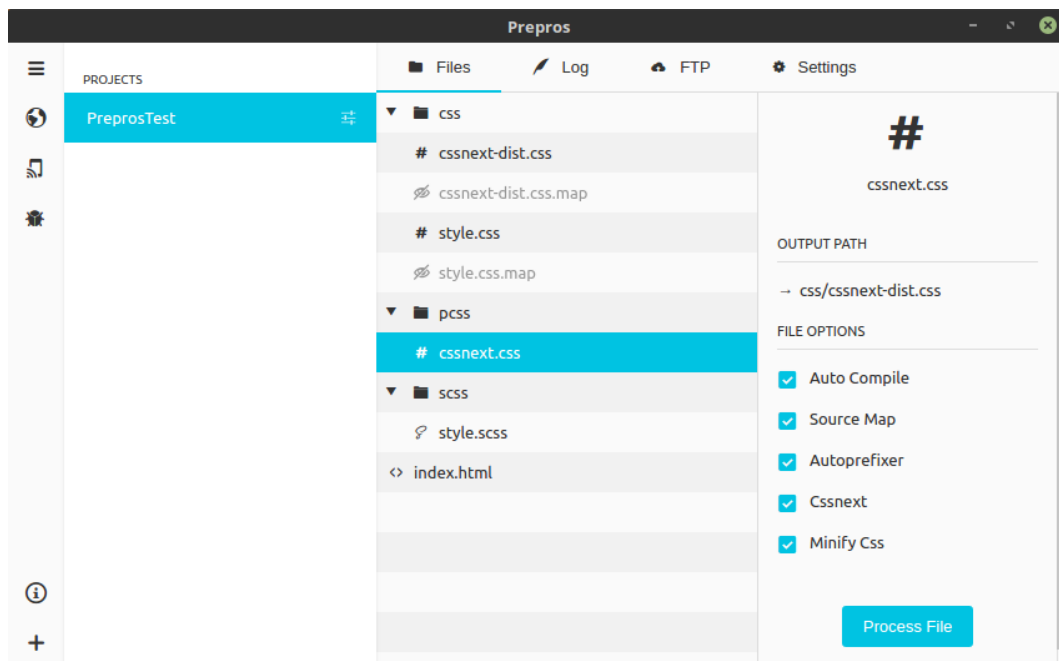 Prepros
PROJECTS
PreprosTest
Files
Log
FTP
Settings
css
# cssnext-dist.css
cssnext-dist.css.map
# style.css
style.css.map
pcss
# cssnext.css
scss
style.scss
<> index.html
#
cssnext.css
OUTPUT PATH
→ css/cssnext-dist.css
FILE OPTIONS
Auto Compile
Source Map
Autoprefixer
Cssnext
Minify Css
Process File